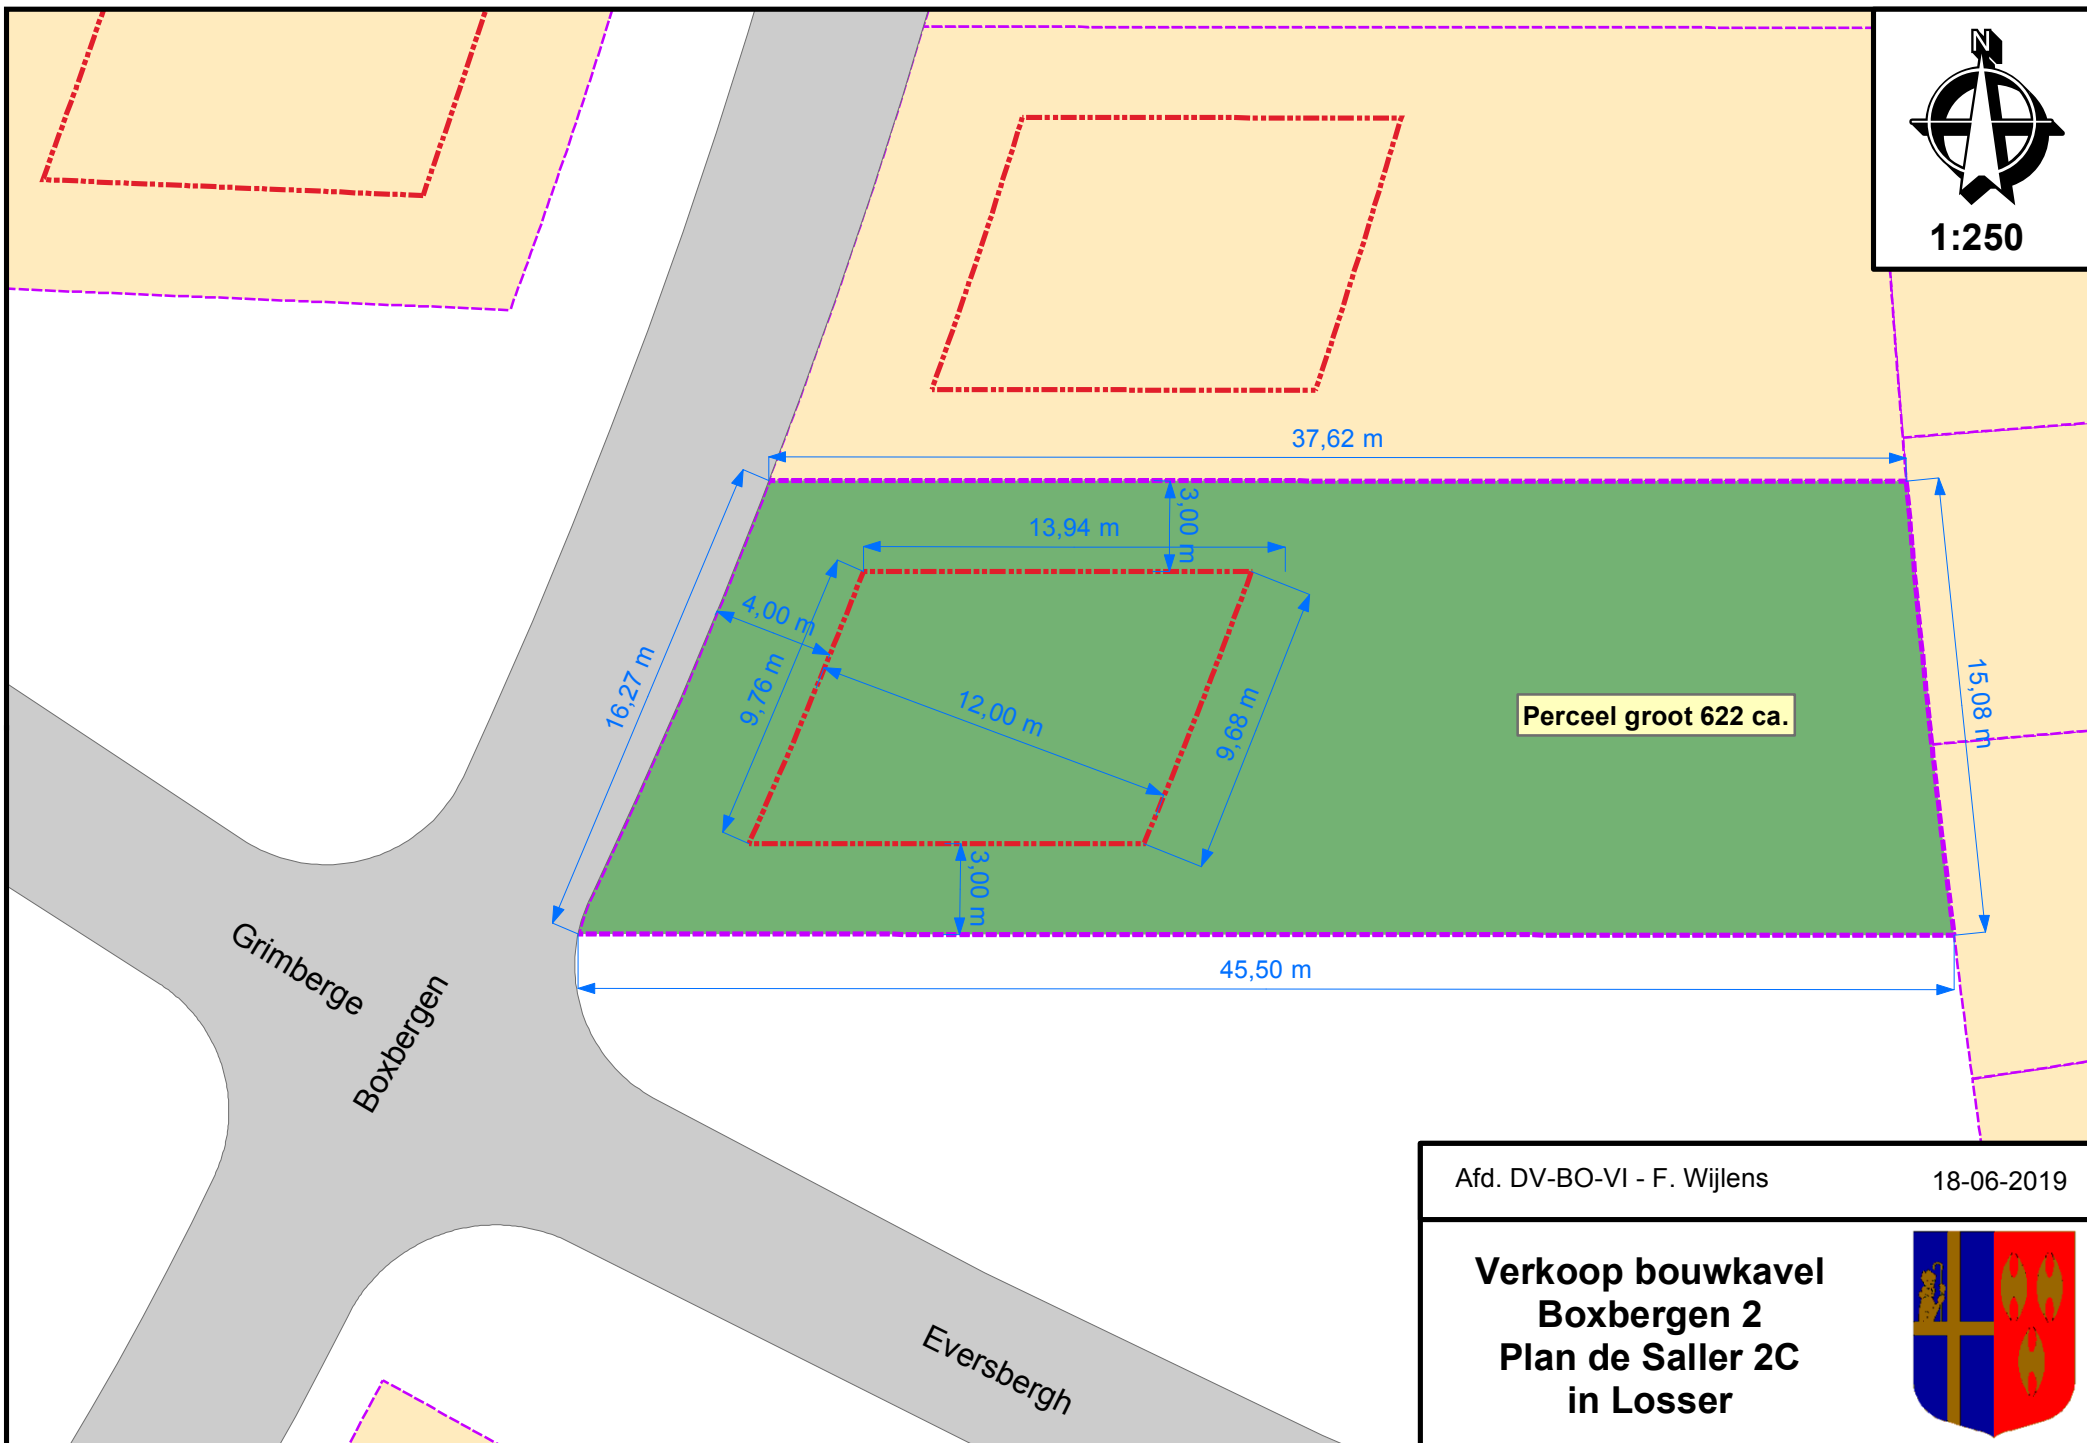 N
1:250
37,62 m
3,00 m
13,94 m
4,00 m
16,27 m
9,76 m
12,00 m
9,68 m
15,08 m
Perceel groot 622 ca.
3,00 m
45,50 m
Grimberge
Boxbergen
Eversbergh
Afd. DV-BO-VI - F. Wijlens
18-06-2019
Verkoop bouwkavel
Boxbergen 2
Plan de Saller 2C
in Losser